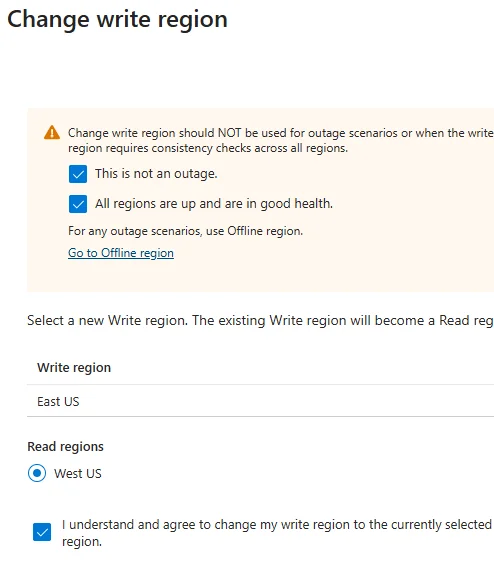 Change write region
Change write region should NOT be used for outage scenarios or when the write
region requires consistency checks across all regions.
This is not an outage.
All regions are up and are in good health.
For any outage scenarios, use Offline region.
Go to Offline region
Select a new Write region. The existing Write region will become a Read reg
Write region
East US
Read regions
West US
I understand and agree to change my write region to the currently selected
region.